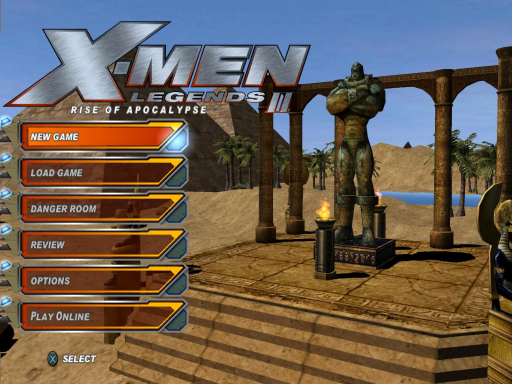 X-MEN
LEGENDS II
RISE OF APOCALYPSE
NEW GAME
LOAD GAME
DANGER ROOM
REVIEW
OPTIONS
PLAY ONLINE
SELECT